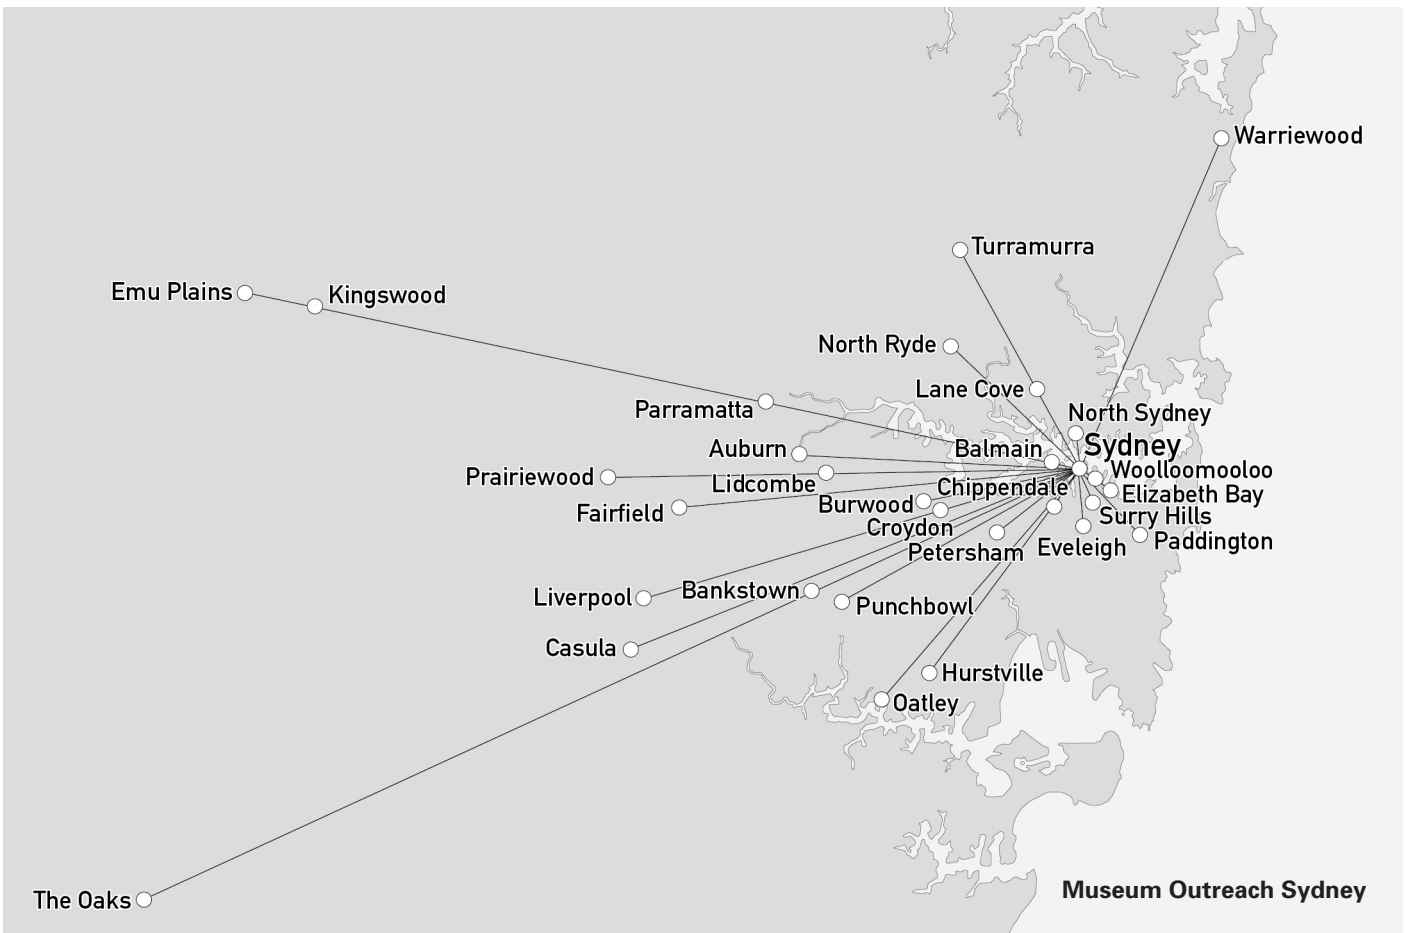 Warriewood
Turramurra
Emu Plains
Kingswood
North Ryde
Lane Cove
Parramatta
North Sydney
Sydney
Auburn
Balmain
Woolloomooloo
Prairiewood
Lidcombe
Chippendale
Elizabeth Bay
Burwood
Fairfield
Surry Hills
Croydon
Paddington
Eveleigh
Petersham
Bankstown
Liverpool
Punchbowl
Casula
Hurstville
Oatley
Museum Outreach Sydney
The Oaks